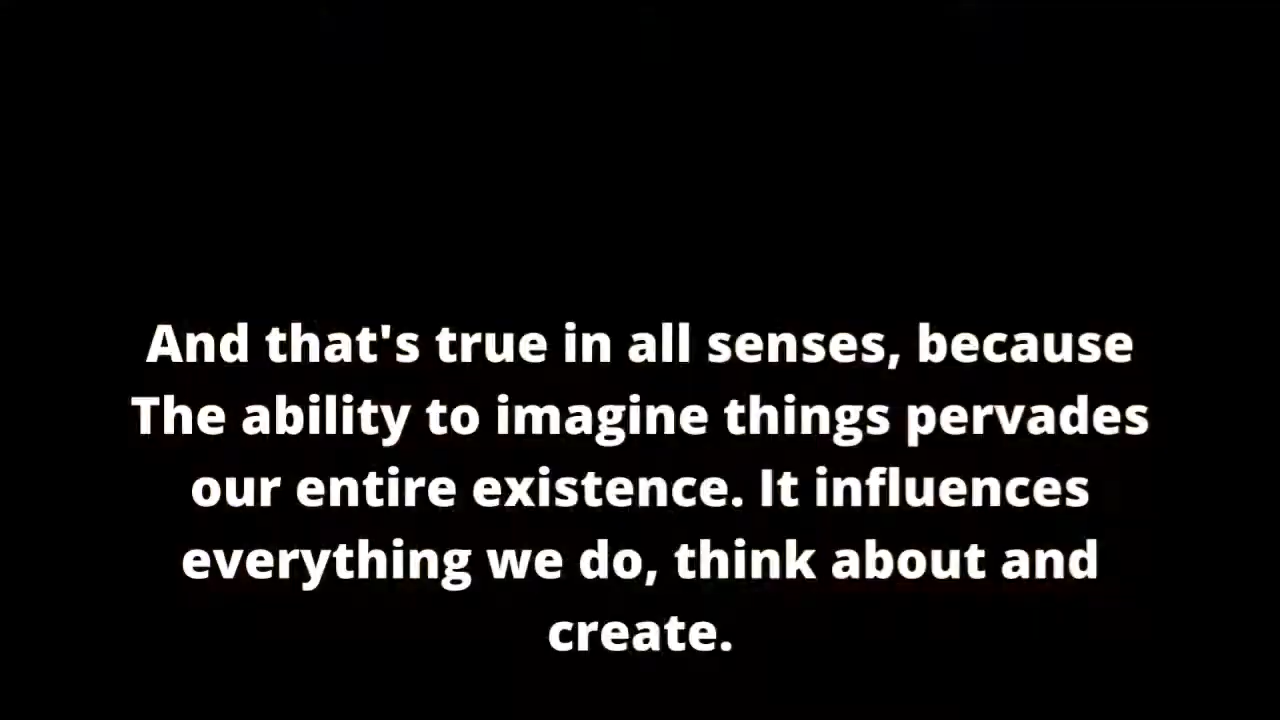 And that's true in all senses, because
The ability to imagine things pervades
our entire existence. It influences
everything we do, think about and
create.